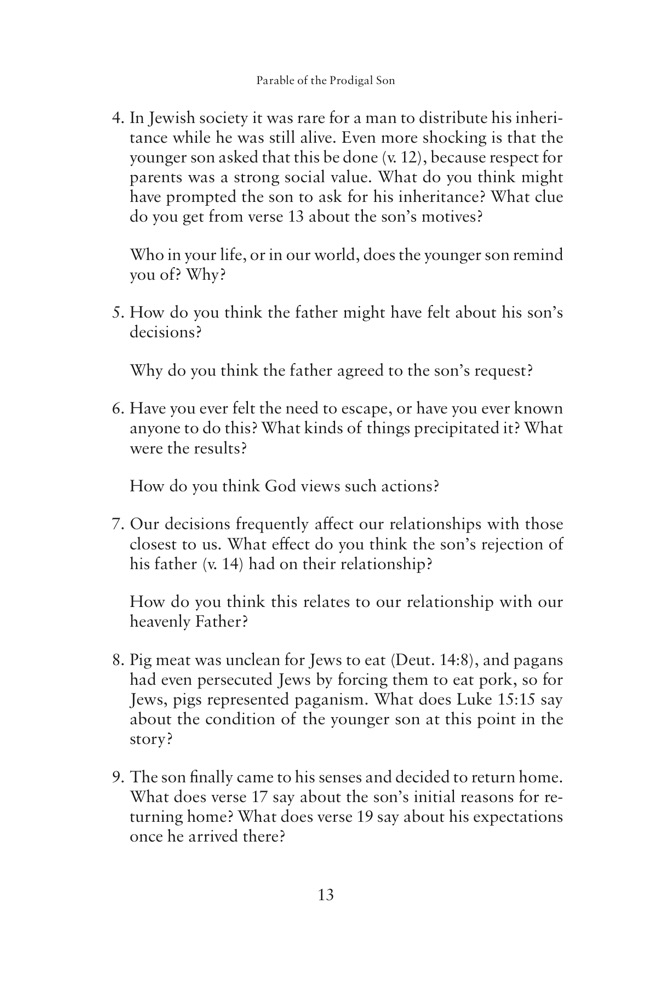 Parable of the Prodigal Son
4. In Jewish society it was rare for a man to distribute his inheri-
tance while he was still alive. Even more shocking is that the
younger son asked that this be done (v. 12), because respect for
parents was a strong social value. What do you think might
have prompted the son to ask for his inheritance? What clue
do you get from verse 13 about the son’s motives?
Who in your life, or in our world, does the younger son remind
you of? Why?
5. How do you think the father might have felt about his son’s
decisions?
Why do you think the father agreed to the son’s request?
6. Have you ever felt the need to escape, or have you ever known
anyone to do this? What kinds of things precipitated it? What
were the results?
How do you think God views such actions?
7. Our decisions frequently affect our relationships with those
closest to us. What effect do you think the son’s rejection of
his father (v. 14) had on their relationship?
How do you think this relates to our relationship with our
heavenly Father?
8. Pig meat was unclean for Jews to eat (Deut. 14:8), and pagans
had even persecuted Jews by forcing them to eat pork, so for
Jews, pigs represented paganism. What does Luke 15:15 say
about the condition of the younger son at this point in the
story?
9. The son finally came to his senses and decided to return home.
What does verse 17 say about the son’s initial reasons for re-
turning home? What does verse 19 say about his expectations
once he arrived there?
13